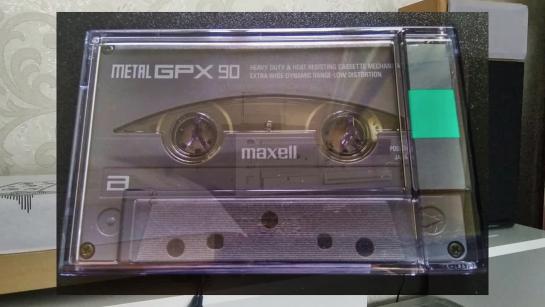 METAL GPX 90
HEAVY DUTY & HEAT RESISTING CASSETTE MECHANISM
EXTRA WIDE DYNAMIC RANGE·LOW DISTORTION
maxell
B